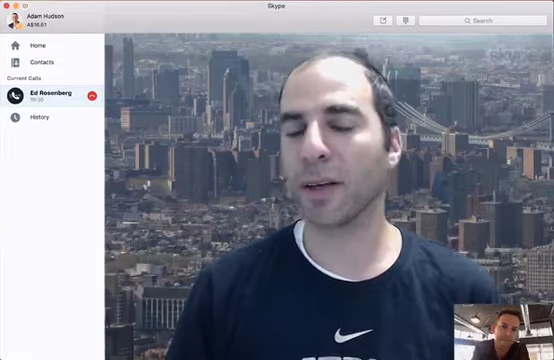 Skype
Adam Hudson
A$16.61
Search
Home
Contacts
Current Calls
Ed Rosenberg
History